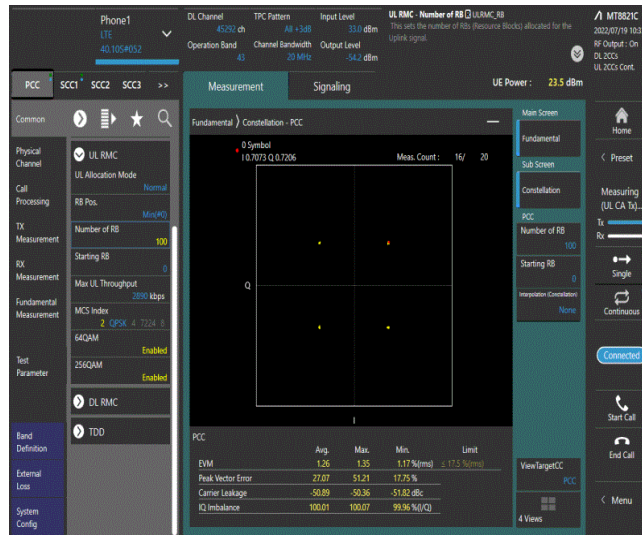 Phone1
LTE
40.105#052
DL Channel
45292 ch
TPC Pattern
All +3dB
Input Level
33.0 dBm
Operation Band
43
Channel Bandwidth
20 MHz
Output Level
-54.2 dBm
UL RMC - Number of RB ULRMC_RB
This sets the number of RBs (Resource Blocks) allocated for the
Uplink signal.
MT8821C
2022/07/19 10:3
RF Output : On
DL 2CCs
UL 2CCs Cont.
PCC SCC1 SCC2 SCC3 >>
Measurement
Signaling
UE Power : 23.5 dBm
Common
Physical
Channel
Call
Processing
TX
Measurement
RX
Measurement
Fundamental
Measurement
Test
Parameter
Band
Definition
External
Loss
System
Config
UL RMC
UL Allocation Mode
Normal
RB Pos.
Min(#0)
Number of RB
100
Starting RB
0
Max UL Throughput
2890 kbps
MCS Index
2 QPSK 4 7224 8
64QAM
Enabled
256QAM
Enabled
DL RMC
TDD
Fundamental Constellation - PCC
0 Symbol
I 0.7073 Q 0.7206
Meas. Count : 16/ 20
Q
I
PCC
Avg. Max. Min. Limit
EVM 1.26 1.35 1.17 %(rms) ≤ 17.5 %(rms)
Peak Vector Error 27.07 51.21 17.75 %
Carrier Leakage -50.89 -50.36 -51.82 dBc
IQ Imbalance 100.01 100.07 99.96 %(I/Q)
Main Screen
Fundamental
Sub Screen
Constellation
PCC
Number of RB
100
Starting RB
0
Interpolation (Constellation)
None
ViewTargetCC
PCC
4 Views
Home
Preset
Measuring
(UL CA Tx)...
Tx
Rx
Single
Continuous
Connected
Start Call
End Call
Menu